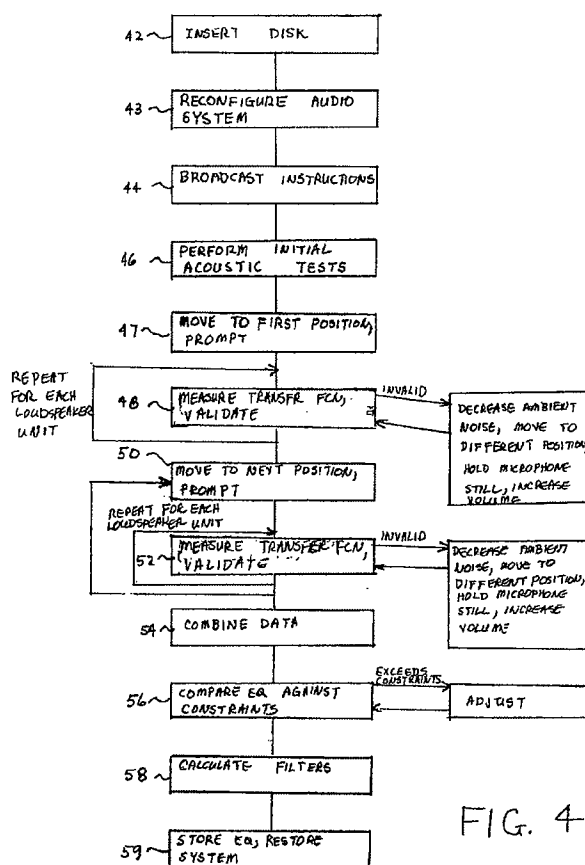 42
INSERT DISK
43
RECONFIGURE AUDIO
SYSTEM
44
BROADCAST INSTRUCTIONS
46
PERFORM INITIAL
ACOUSTIC TESTS
47
MOVE TO FIRST POSITION,
PROMPT
REPEAT
FOR EACH
LOUDSPEAKER
UNIT
48
MEASURE TRANSFR FCN,
VALIDATE
INVALID
DECREASE AMBIENT
NOISE, MOVE TO
DIFFERENT POSITION,
HOLD MICROPHONE
STILL, INCREASE
VOLUME
50
MOVE TO NEXT POSITION,
PROMPT
REPEAT FOR EACH
LOUDSPEAKER
UNIT
52
MEASURE TRANSFER FCN,
VALIDATE
INVALID
DECREASE AMBIENT
NOISE, MOVE TO
DIFFERENT POSITION,
HOLD MICROPHONE
STILL, INCREASE
VOLUME
54
COMBINE DATA
56
COMPARE EQ AGAINST
CONSTRAINTS
EXCEEDS
CONSTRAINTS
ADJUST
58
CALCULATE FILTERS
59
STORE EQ, RESTORE
SYSTEM
FIG. 4